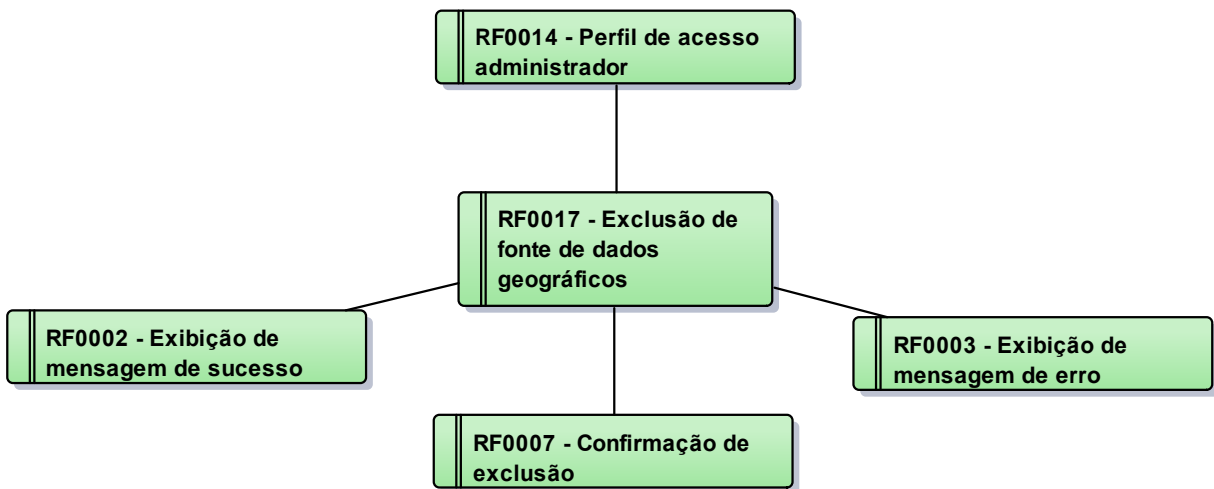 RF0014 - Perfil de acesso
administrador
RF0017 - Exclusão de
fonte de dados
geográficos
RF0002 - Exibição de
mensagem de sucesso
RF0003 - Exibição de
mensagem de erro
RF0007 - Confirmação de
exclusão